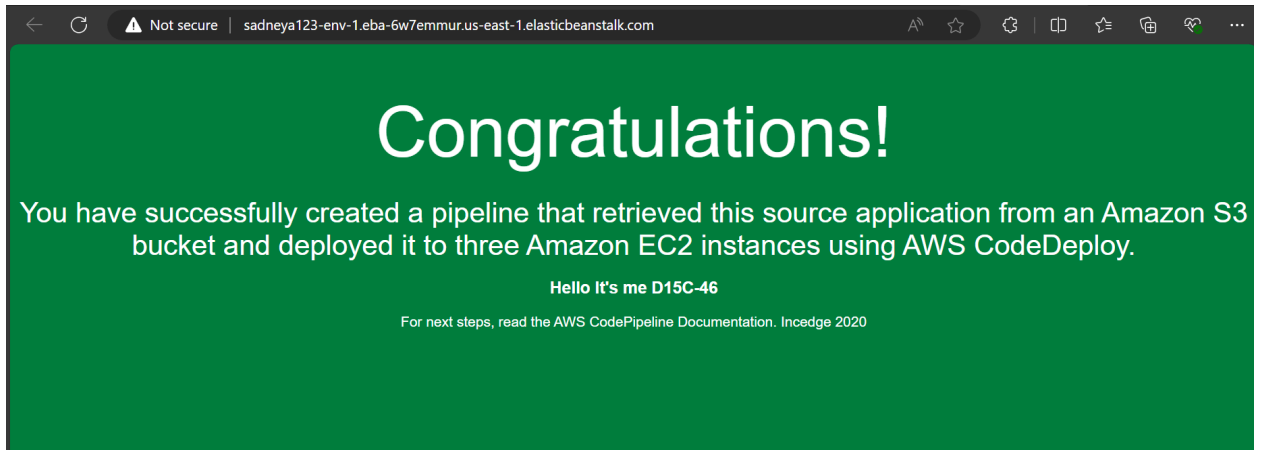 Not secure | sadneya123-env-1.eba-6w7emmur.us-east-1.elasticbeanstalk.com
Congratulations!
You have successfully created a pipeline that retrieved this source application from an Amazon S3
bucket and deployed it to three Amazon EC2 instances using AWS CodeDeploy.
Hello It's me D15C-46
For next steps, read the AWS CodePipeline Documentation. Incedge 2020